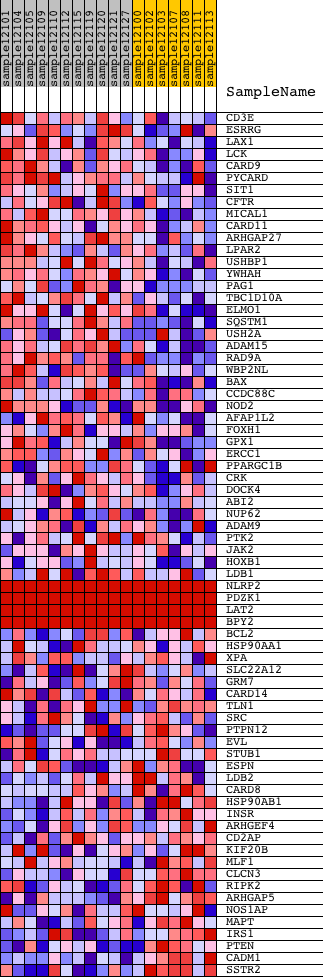 sample12101
sample12104
sample12105
sample12109
sample12110
sample12112
sample12115
sample12119
sample12120
sample12121
sample12127
sample12100
sample12102
sample12103
sample12107
sample12108
sample12111
sample12113
SampleName
CD3E
ESRRG
LAX1
LCK
CARD9
PYCARD
SIT1
CFTR
MICAL1
CARD11
ARHGAP27
LPAR2
USHBP1
YWHAH
PAG1
TBC1D10A
ELMO1
SQSTM1
USH2A
ADAM15
RAD9A
WBP2NL
BAX
CCDC88C
NOD2
AFAP1L2
FOXH1
GPX1
ERCC1
PPARGC1B
CRK
DOCK4
ABI2
NUP62
ADAM9
PTK2
JAK2
HOXB1
LDB1
NLRP2
PDZK1
LAT2
BPY2
BCL2
HSP90AA1
XPA
SLC22A12
GRM7
CARD14
TLN1
SRC
PTPN12
EVL
STUB1
ESPN
LDB2
CARD8
HSP90AB1
INSR
ARHGEF4
CD2AP
KIF20B
MLF1
CLCN3
RIPK2
ARHGAP5
NOS1AP
MAPT
IRS1
PTEN
CADM1
SSTR2